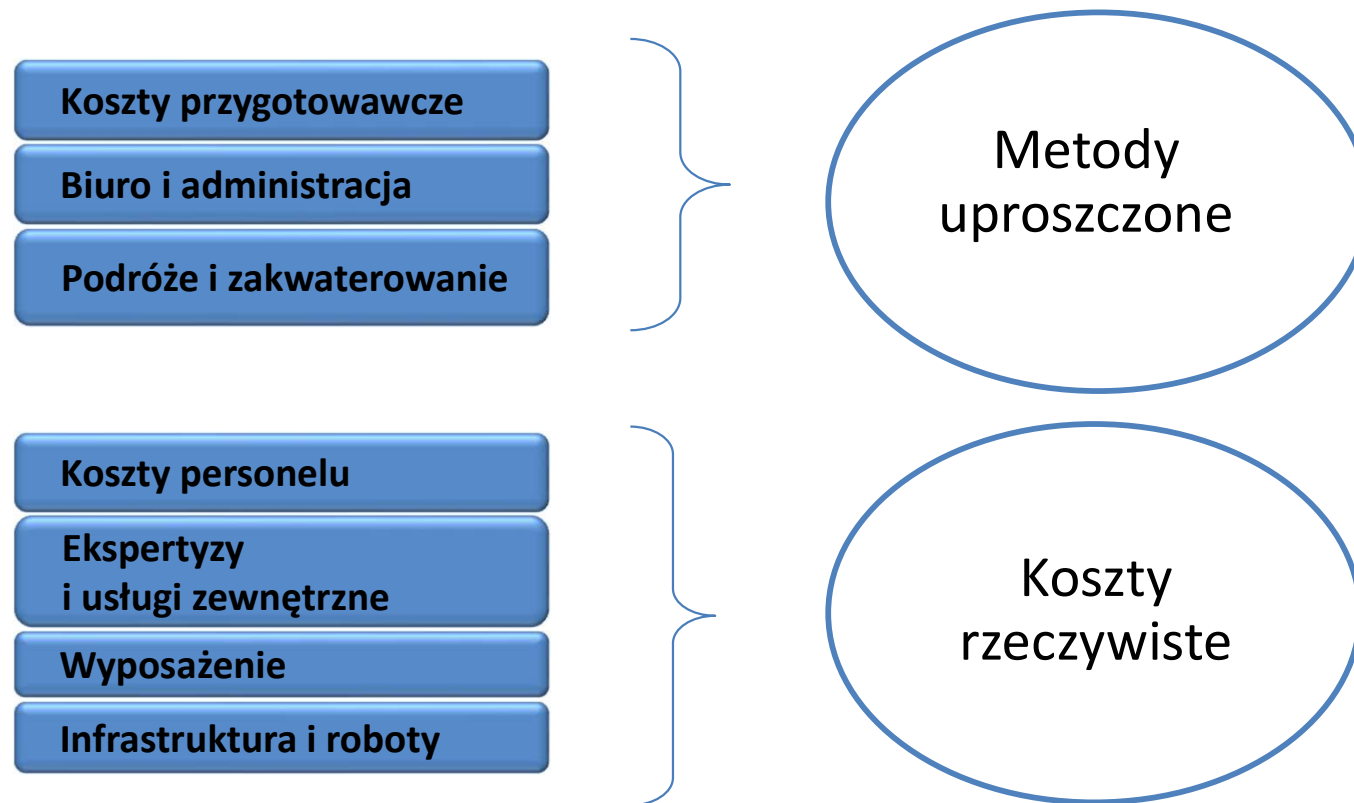 Koszty przygotowawcze
Biuro i administracja
Podróże i zakwaterowanie
Metody
uproszczone
Koszty personelu
Ekspertyzy
i usługi zewnętrzne
Wyposażenie
Infrastruktura i roboty
Koszty
rzeczywiste